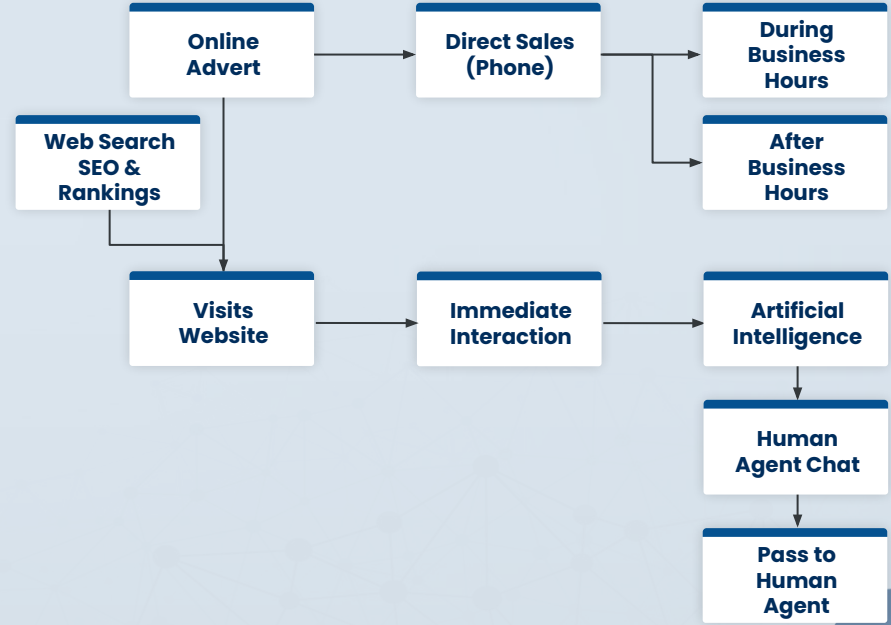 Online
Advert
Direct Sales
(Phone)
During
Business
Hours
Web Search
SEO &
Rankings
After
Business
Hours
Visits
Website
Immediate
Interaction
Artificial
Intelligence
Human
Agent Chat
Pass to
Human
Agent